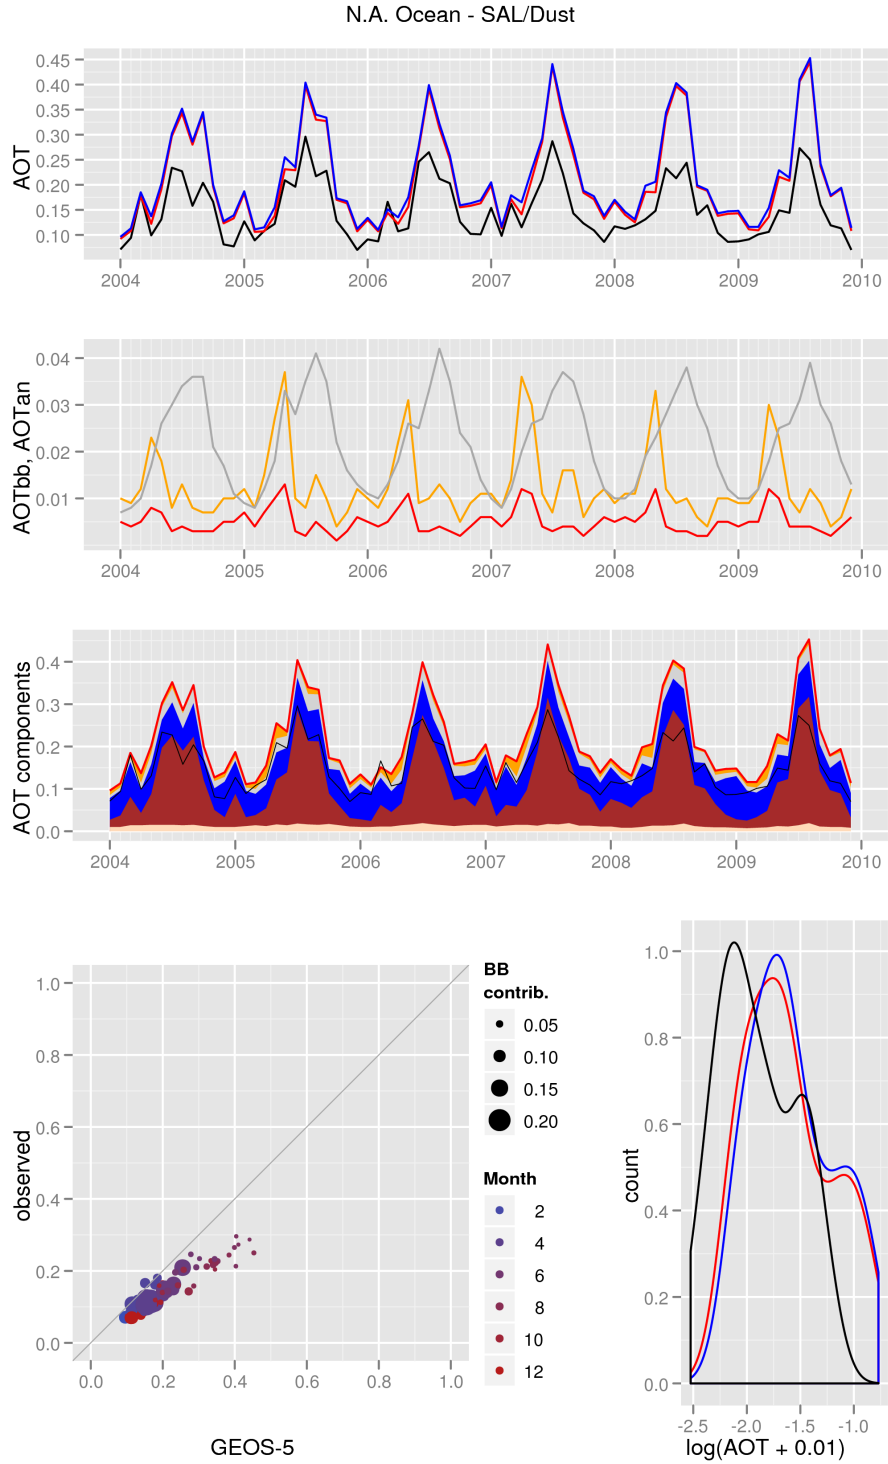 N.A. Ocean - SAL/Dust
AOT
0.45
0.40
0.35
0.30
0.25
0.20
0.15
0.10
2004 2005 2006 2007 2008 2009 2010
AOTbb, AOTan
0.04
0.03
0.02
0.01
2004 2005 2006 2007 2008 2009 2010
AOT components
0.4
0.3
0.2
0.1
0.0
2004 2005 2006 2007 2008 2009 2010
observed
1.0
0.8
0.6
0.4
0.2
0.0
0.0 0.2 0.4 0.6 0.8 1.0
GEOS-5
BB
contrib.
0.05
0.10
0.15
0.20
Month
2
4
6
8
10
12
count
1.0
0.8
0.6
0.4
0.2
0.0
-2.5 -2.0 -1.5 -1.0
log(AOT + 0.01)